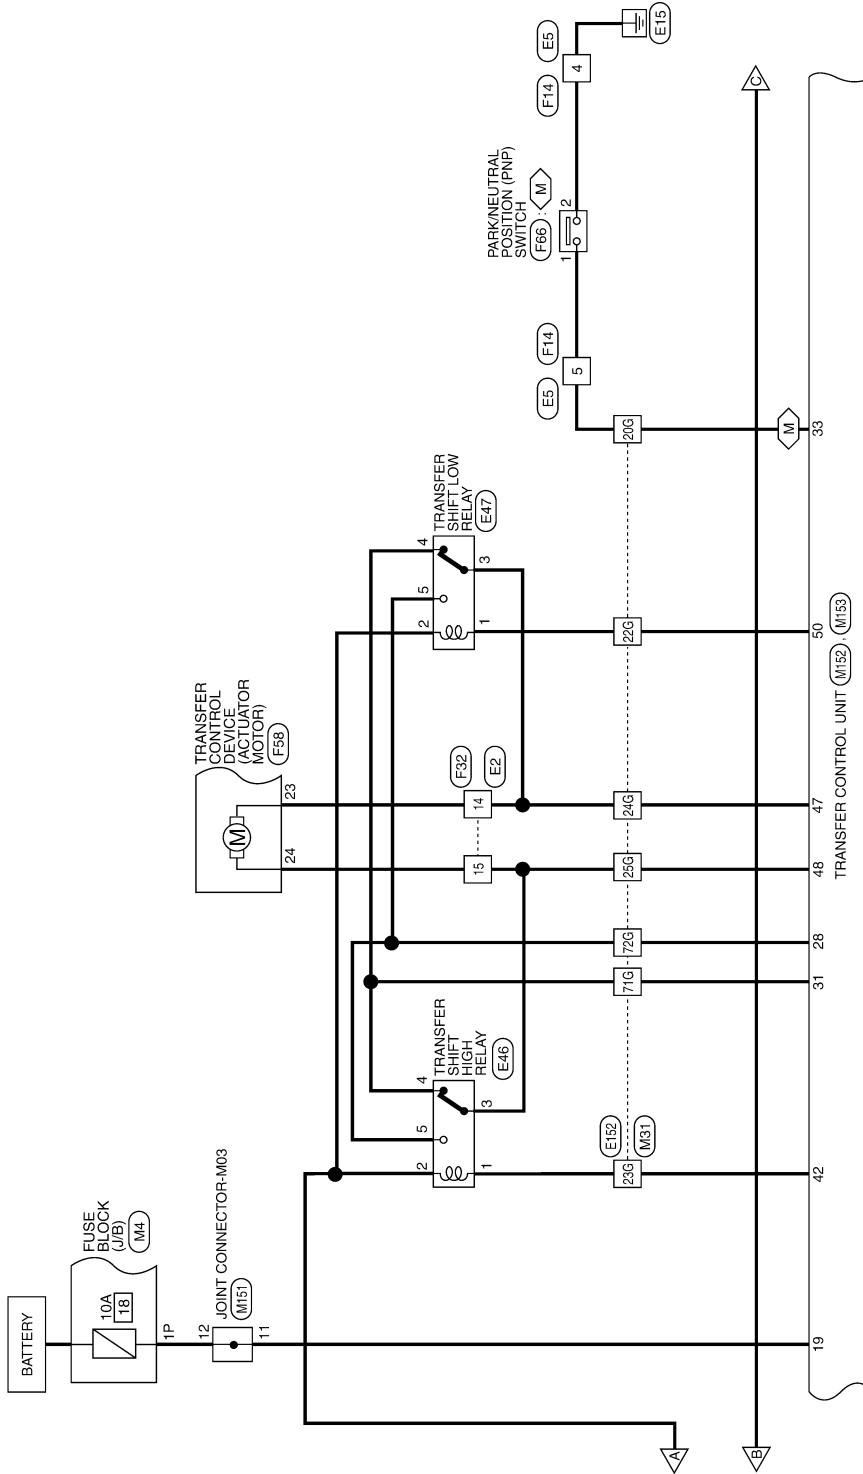 BATTERY
FUSE
BLOCK
(J/B)
M4
10A
18
1P
JOINT CONNECTOR-M03
M151
12
11
19
A
B
C
TRANSFER
SHIFT
HIGH
RELAY
E46
2
5
4
1
3
E152
M31
23G
42
71G
31
72G
28
TRANSFER
CONTROL
DEVICE
(ACTUATOR
MOTOR)
F58
M
24
23
15
14
F32
E2
25G
48
24G
47
TRANSFER
SHIFT LOW
RELAY
E47
2
5
4
1
3
22G
50
20G
M
33
E5
F14
5
PARK/NEUTRAL
POSITION (PNP)
SWITCH
F66 : M
1
2
F14
E5
4
E15
TRANSFER CONTROL UNIT M152 , M153